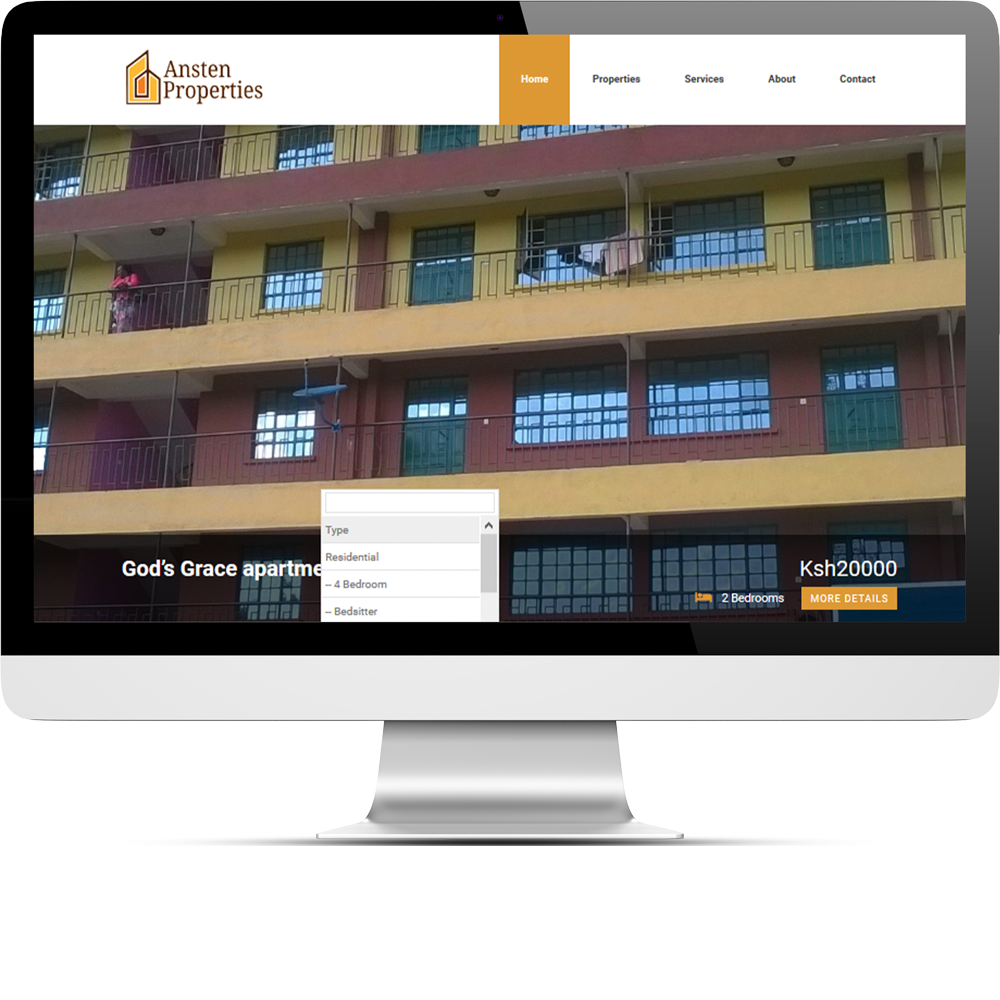 Ansten
Properties
Home
Properties
Services
About
Contact
Type
Residential
-- 4 Bedroom
-- Bedsitter
God’s Grace apartme
Ksh20000
2 Bedrooms
MORE DETAILS